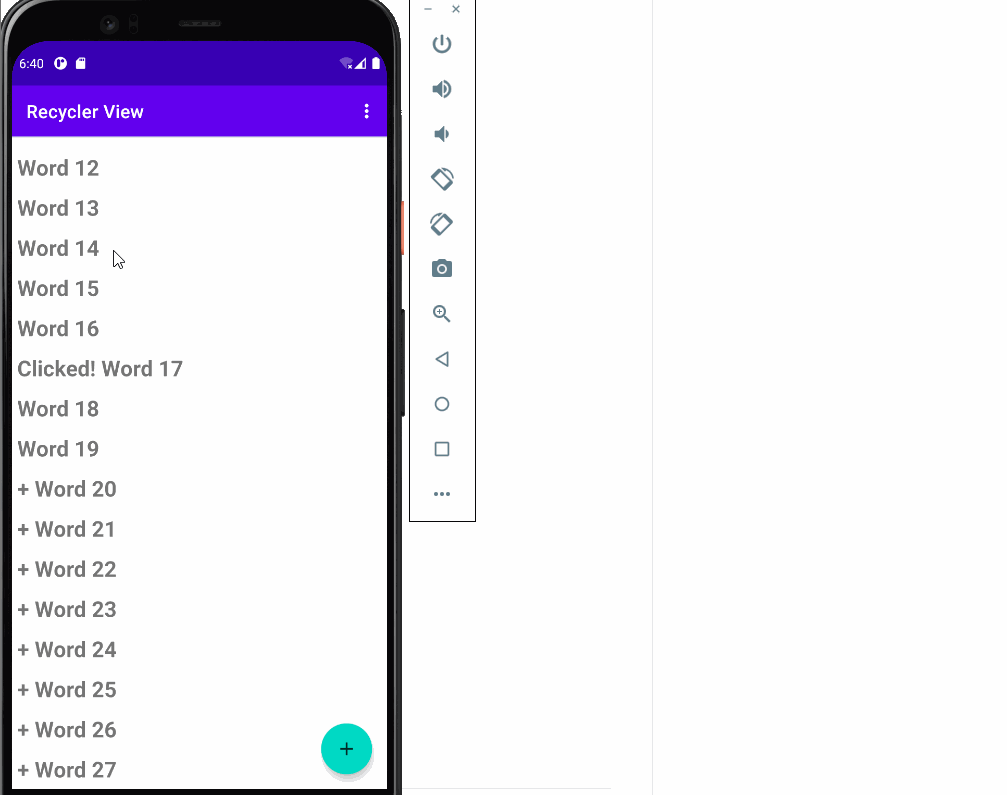 6:40
Recycler View
Word 12
Word 13
Word 14
Word 15
Word 16
Clicked! Word 17
Word 18
Word 19
+ Word 20
+ Word 21
+ Word 22
+ Word 23
+ Word 24
+ Word 25
+ Word 26
+ Word 27